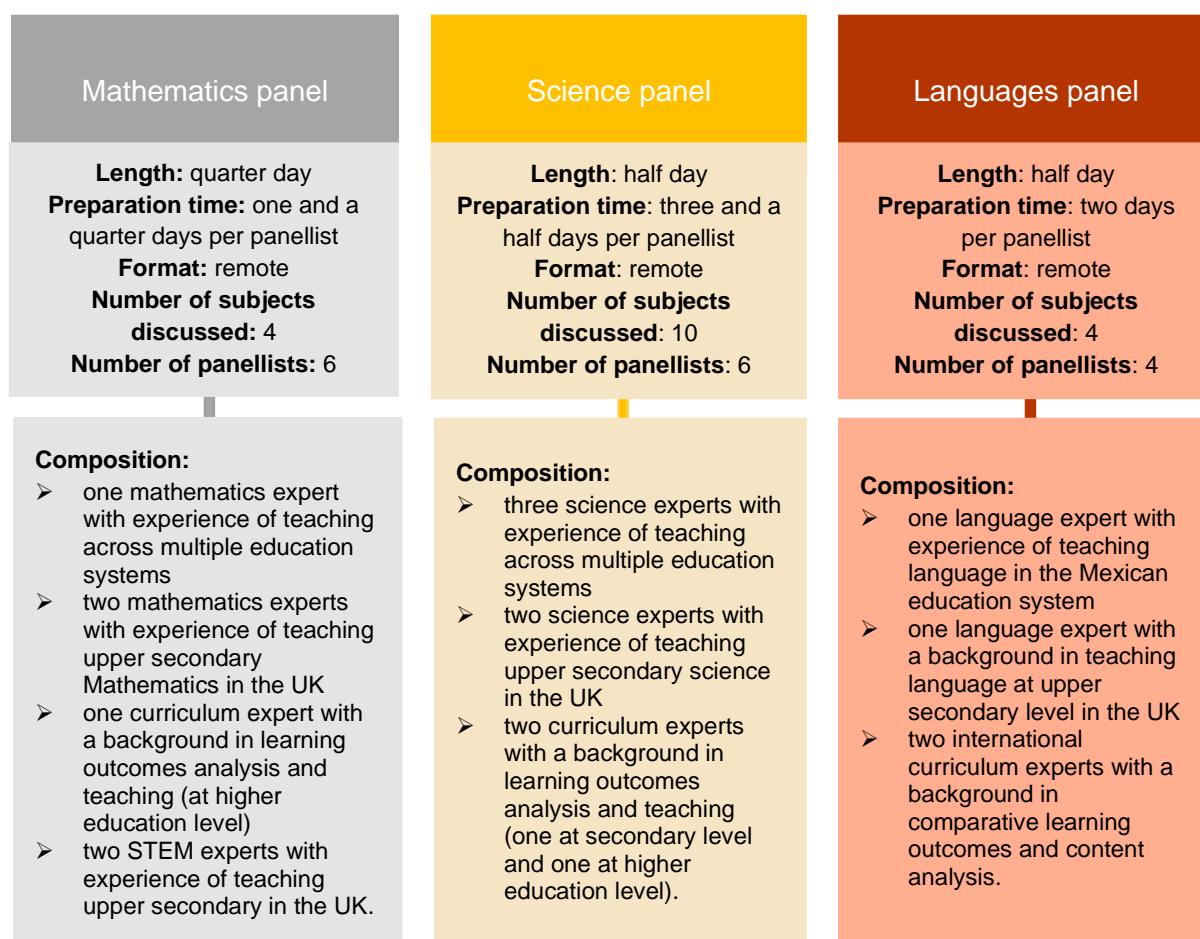 Mathematics panel
Length: quarter day
Preparation time: one and a
quarter days per panellist
Format: remote
Number of subjects
discussed: 4
Number of panellists: 6
Composition:
➢ one mathematics expert
with experience of teaching
across multiple education
systems
➢ two mathematics experts
with experience of teaching
upper secondary
Mathematics in the UK
➢ one curriculum expert with
a background in learning
outcomes analysis and
teaching (at higher
education level)
➢ two STEM experts with
experience of teaching
upper secondary in the UK.
Science panel
Length: half day
Preparation time: three and a
half days per panellist
Format: remote
Number of subjects
discussed: 10
Number of panellists: 6
Composition:
➢ three science experts with
experience of teaching
across multiple education
systems
➢ two science experts with
experience of teaching
upper secondary science
in the UK
➢ two curriculum experts
with a background in
learning outcomes
analysis and teaching
(one at secondary level
and one at higher
education level).
Languages panel
Length: half day
Preparation time: two days
per panellist
Format: remote
Number of subjects
discussed: 4
Number of panellists: 4
Composition:
➢ one language expert with
experience of teaching
language in the Mexican
education system
➢ one language expert with
a background in teaching
language at upper
secondary level in the UK
➢ two international
curriculum experts with a
background in
comparative learning
outcomes and content
analysis.